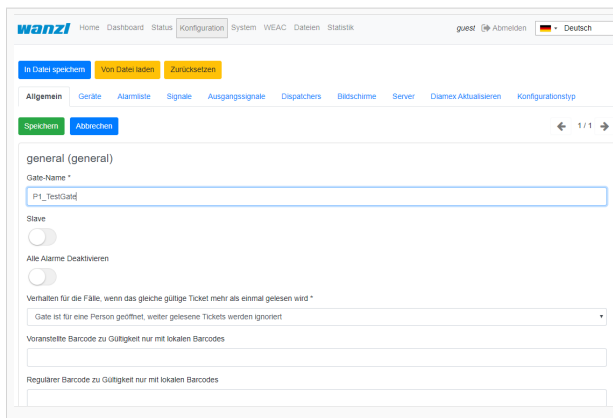 wanzl Home Dashboard Status Konfiguration System WEAC Dateien Statistik guest Abmelden Deutsch
In Datei speichern Von Datei laden Zurücksetzen
Allgemein Geräte Alarmliste Signale Ausgangssignale Dispatchers Bildschirme Server Diamex Aktualisieren Konfigurationstyp
Speichern Abbrechen 1 / 1
general (general)
Gate-Name *
P1_TestGate
Slave
Alle Alarme Deaktivieren
Verhalten für die Fälle, wenn das gleiche gültige Ticket mehr als einmal gelesen wird *
Gate ist für eine Person geöffnet, weiter gelesene Tickets werden ignoriert
Voranstellte Barcode zu Gültigkeit nur mit lokalen Barcodes
Regulärer Barcode zu Gültigkeit nur mit lokalen Barcodes